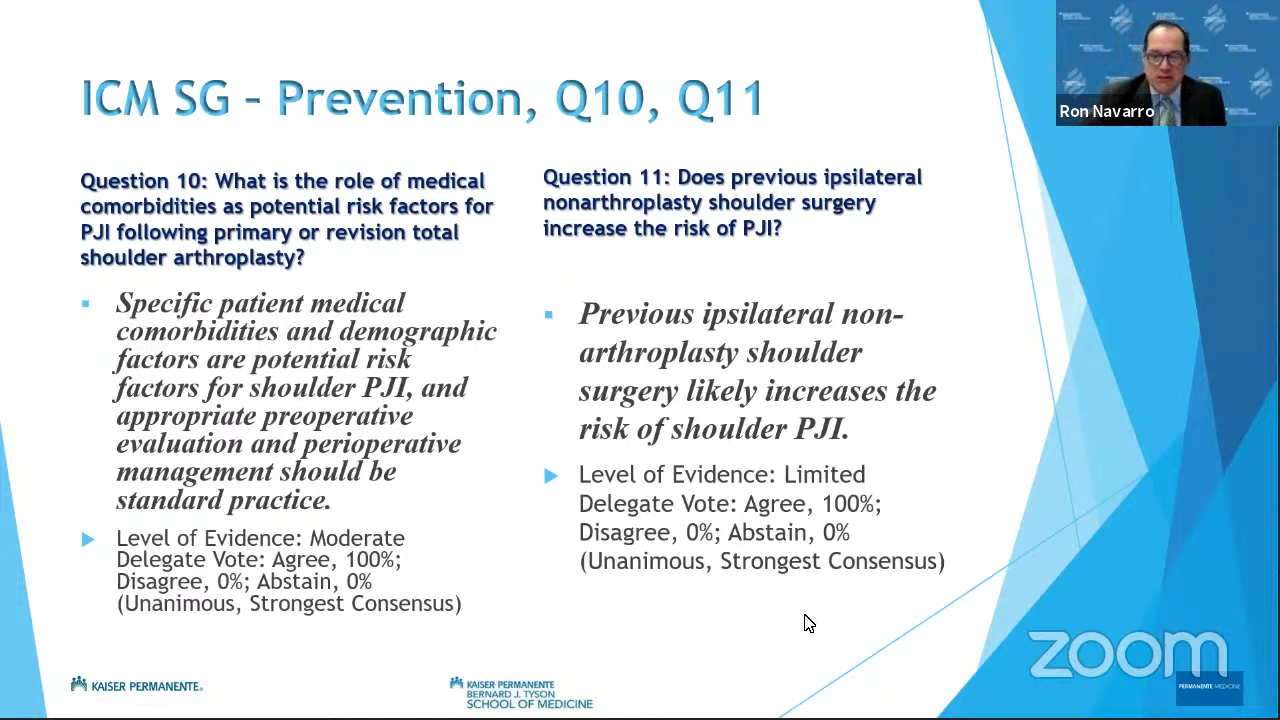 ICM SG – Prevention, Q10, Q11
Question 10: What is the role of medical
comorbidities as potential risk factors for
PJI following primary or revision total
shoulder arthroplasty?
▪ Specific patient medical
comorbidities and demographic
factors are potential risk
factors for shoulder PJI, and
appropriate preoperative
evaluation and perioperative
management should be
standard practice.
Level of Evidence: Moderate
Delegate Vote: Agree, 100%;
Disagree, 0%; Abstain, 0%
(Unanimous, Strongest Consensus)
Question 11: Does previous ipsilateral
nonarthroplasty shoulder surgery
increase the risk of PJI?
▪ Previous ipsilateral non-
arthroplasty shoulder
surgery likely increases the
risk of shoulder PJI.
Level of Evidence: Limited
Delegate Vote: Agree, 100%;
Disagree, 0%; Abstain, 0%
(Unanimous, Strongest Consensus)
Ron Navarro
KAISER PERMANENTE®
KAISER PERMANENTE
BERNARD J. TYSON
SCHOOL OF MEDICINE
zoom
PERMANENTE MEDICINE